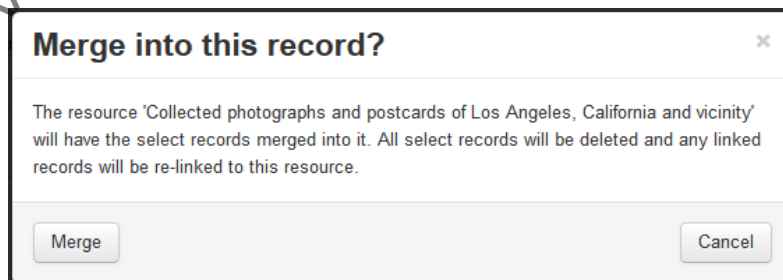 Merge into this record?
×
The resource 'Collected photographs and postcards of Los Angeles, California and vicinity'
will have the select records merged into it. All select records will be deleted and any linked
records will be re-linked to this resource.
Merge
Cancel